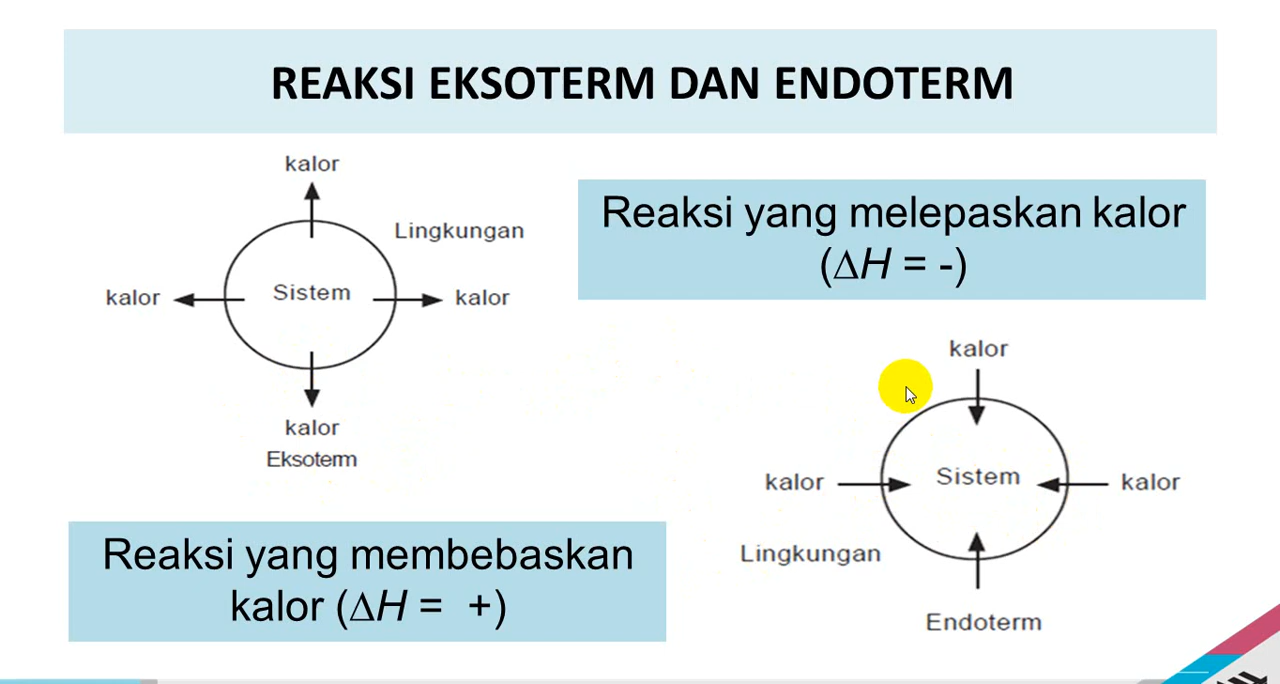 REAKSI EKSOTERM DAN ENDOTERM
kalor
Lingkungan
kalor
Sistem
kalor
kalor
Eksoterm
Reaksi yang melepaskan kalor
(ΔH = -)
kalor
kalor
Sistem
kalor
Lingkungan
Endoterm
Reaksi yang membebaskan
kalor (ΔH = +)